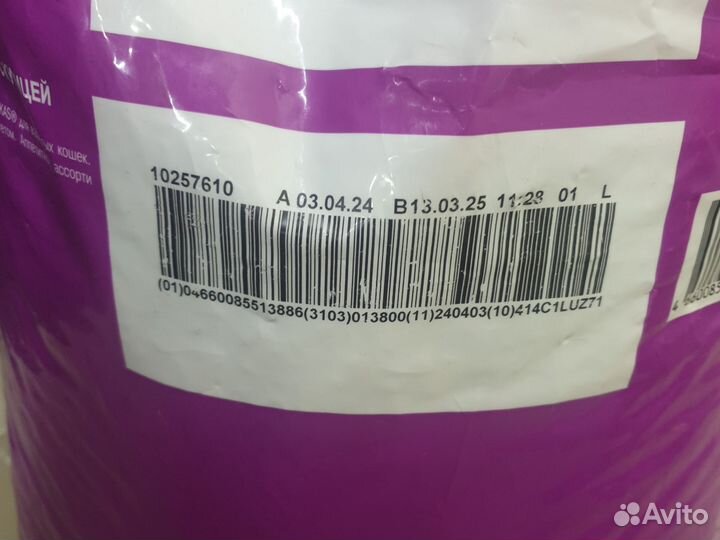 ЦЕЙ
кошек.
ассорти
10257610 A 03.04.24 B13.03.25 11:28 01 L
(01)04660085513886(3103)013800(11)240403(10)414C1LUZ71
Avito